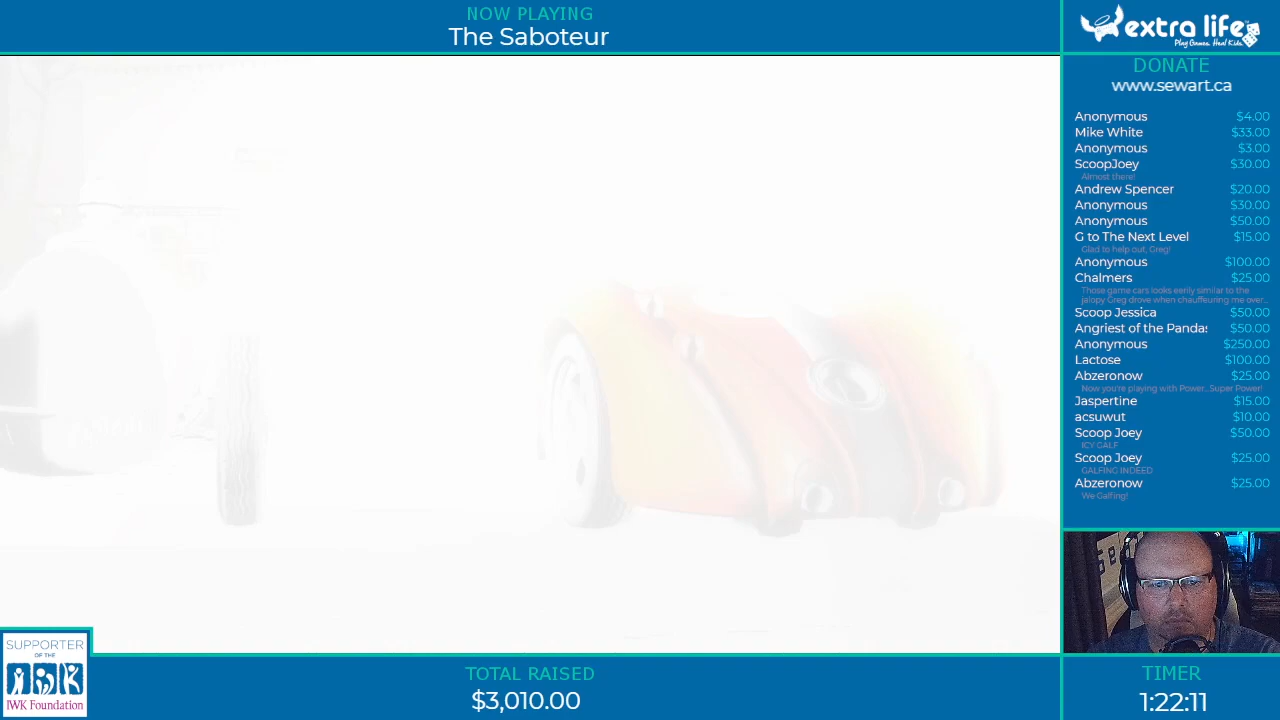 NOW PLAYING
The Saboteur
extra life
Play Games. Heal Kids.
DONATE
www.sewart.ca
Anonymous $4.00
Mike White $33.00
Anonymous $3.00
ScoopJoey $30.00
Almost there!
Andrew Spencer $20.00
Anonymous $30.00
Anonymous $50.00
G to The Next Level $15.00
Glad to help out, Greg!
Anonymous $100.00
Chalmers $25.00
Those game cars looks eerily similar to the
jalopy Greg drove when chauffeuring me over...
Scoop Jessica $50.00
Angriest of the Pandas $50.00
Anonymous $250.00
Lactose $100.00
Abzeronow $25.00
Now you're playing with Power...Super Power!
Jaspertine $15.00
acsuwut $10.00
Scoop Joey $50.00
ICY GALF
Scoop Joey $25.00
GALFING INDEED
Abzeronow $25.00
We Galfing!
SUPPORTER
OF THE
IWK
IWK Foundation
TOTAL RAISED
$3,010.00
TIMER
1:22:11